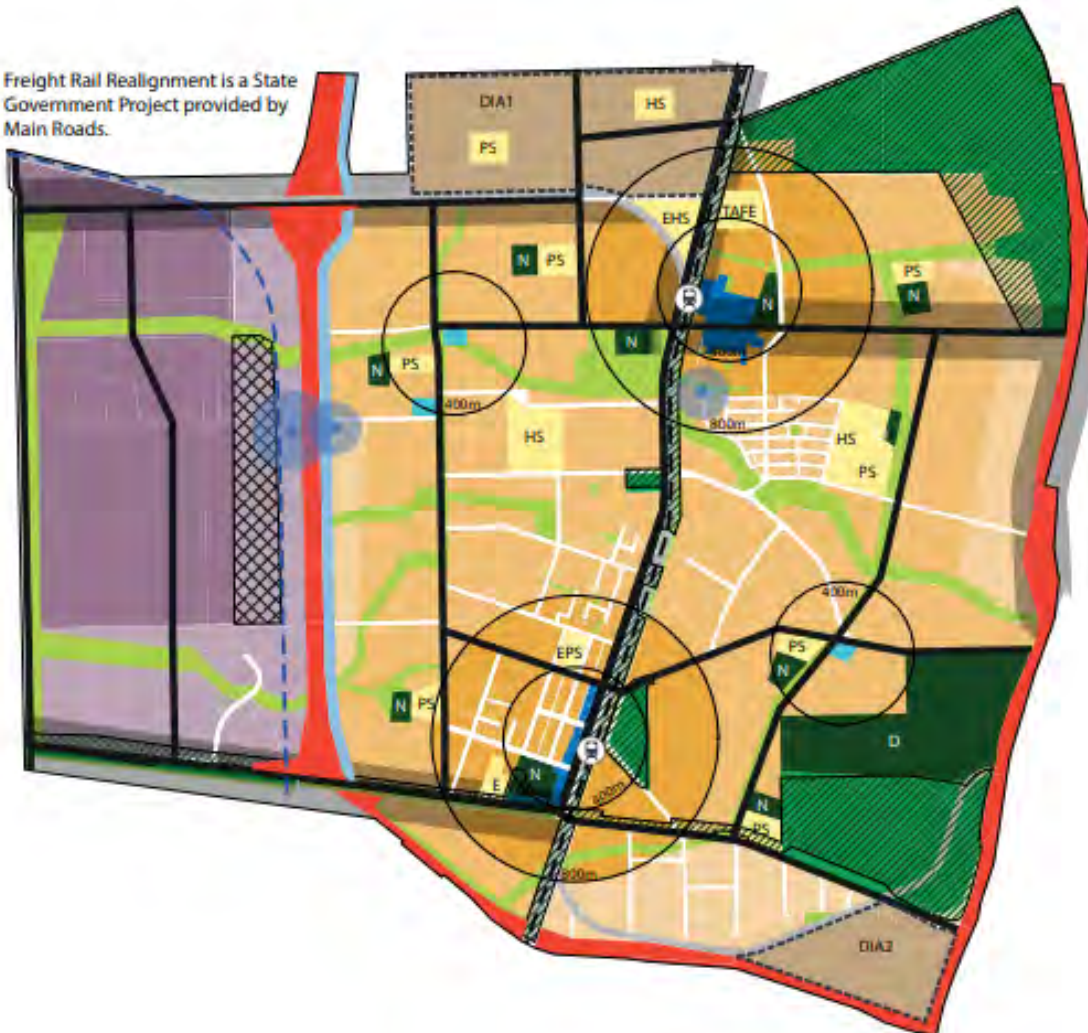 Freight Rail Realignment is a State
Government Project provided by
Main Roads.
DIA1
HS
PS
EHS
TAFE
N
PS
PS
N
N
N
N
PS
400m
800m
HS
HS
PS
400m
EPS
PS
N
N
PS
D
N
E
400m
N
PS
800m
DIA2